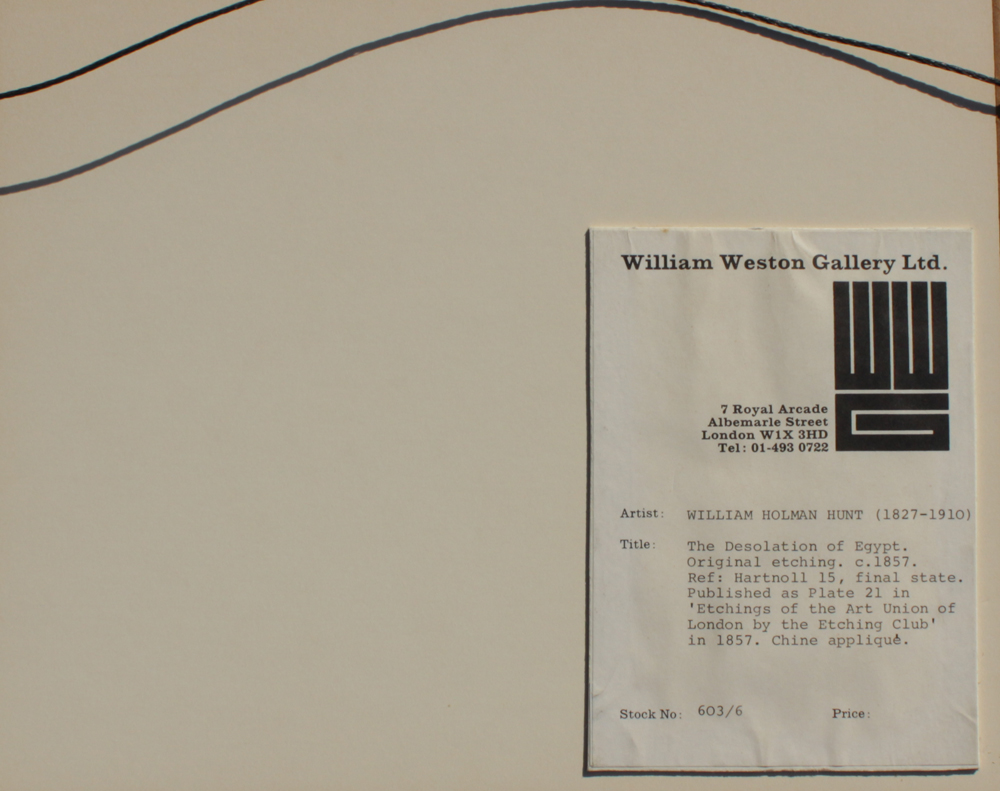 William Weston Gallery Ltd.
WW
G
7 Royal Arcade
Albemarle Street
London W1X 3HD
Tel: 01-493 0722
Artist: WILLIAM HOLMAN HUNT (1827-1910)
Title: The Desolation of Egypt.
Original etching. c.1857.
Ref: Hartnoll 15, final state.
Published as Plate 21 in
'Etchings of the Art Union of
London by the Etching Club'
in 1857. Chine appliqué.
Stock No: 603/6 Price: